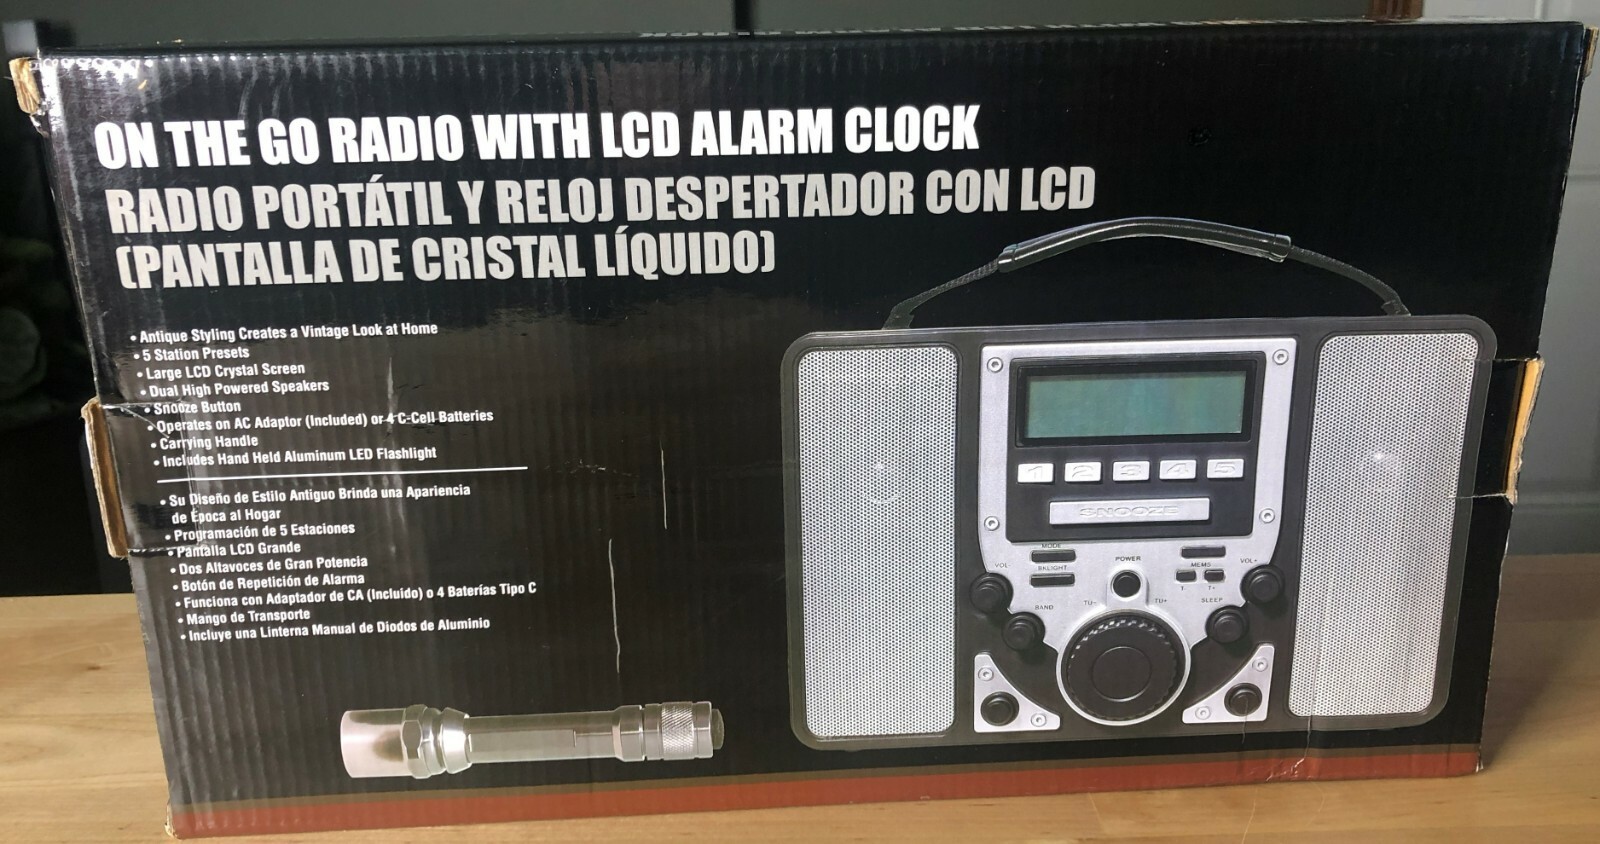 ON THE GO RADIO WITH LCD ALARM CLOCK
RADIO PORTÁTIL Y RELOJ DESPERTADOR CON LCD
(PANTALLA DE CRISTAL LÍQUIDO)
• Antique Styling Creates a Vintage Look at Home
• 5 Station Presets
• Large LCD Crystal Screen
• Dual High Powered Speakers
• Snooze Button
• Operates on AC Adaptor (Included) or 4 C-Cell Batteries
• Carrying Handle
• Includes Hand Held Aluminum LED Flashlight
• Su Diseño de Estilo Antiguo Brinda una Apariencia
de Época al Hogar
• Programación de 5 Estaciones
• Pantalla LCD Grande
• Dos Altavoces de Gran Potencia
• Botón de Repetición de Alarma
• Funciona con Adaptador de CA (Incluido) o 4 Baterías Tipo C
• Mango de Transporte
• Incluye una Linterna Manual de Diodos de Aluminio
1 2 3 4 5
SNOOZE
MODE
VOL BKLIGHT POWER MEMS VOL+
T- T+
BAND TU- TU+ SLEEP